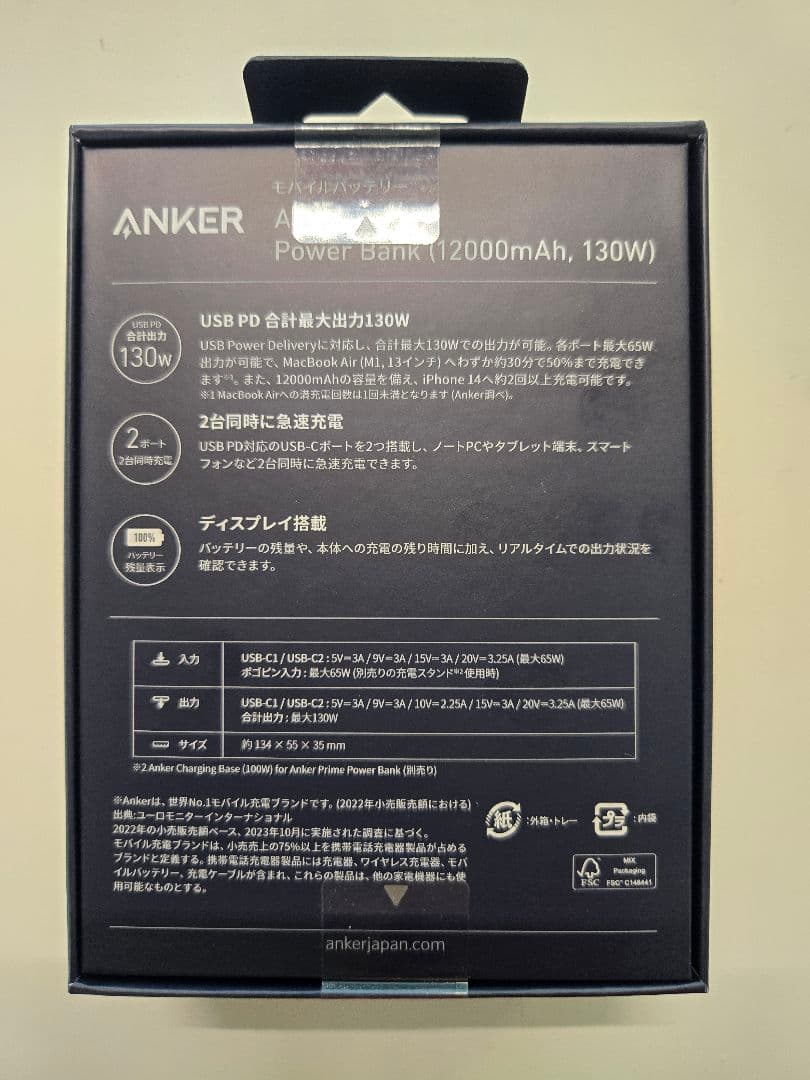 モバイルバッテリー
ANKER
Power Bank (12000mAh, 130W)
USB PD
合計出力
130W
USB PD 合計最大出力130W
USB Power Deliveryに対応し、合計最大130Wでの出力が可能。各ポート最大65W
出力が可能で、MacBook Air (M1, 13インチ) へわずか約30分で50%まで充電でき
ます※1。また、12000mAhの容量を備え、iPhone 14へ約2回以上充電可能です。
※1 MacBook Airへの満充電回数は1回未満となります (Anker調べ)。
2ポート
2台同時充電
2台同時に急速充電
USB PD対応のUSB-Cポートを2つ搭載し、ノートPCやタブレット端末、スマート
フォンなど2台同時に急速充電できます。
100%
バッテリー
残量表示
ディスプレイ搭載
バッテリーの残量や、本体への充電の残り時間に加え、リアルタイムでの出力状況を
確認できます。
入力
USB-C1 / USB-C2 : 5V=3A / 9V=3A / 15V=3A / 20V=3.25A (最大65W)
ポゴピン入力 : 最大65W (別売りの充電スタンド※2使用時)
出力
USB-C1 / USB-C2 : 5V=3A / 9V=3A / 10V=2.25A / 15V=3A / 20V=3.25A (最大65W)
合計出力 : 最大130W
サイズ
約 134 × 55 × 35 mm
※2 Anker Charging Base (100W) for Anker Prime Power Bank (別売り)
※Ankerは、世界No.1モバイル充電ブランドです。(2022年小売販売額における)
出典:ユーロモニターインターナショナル
2022年の小売販売額ベース、2023年10月に実施された調査に基づく。
モバイル充電ブランドは、小売売上の75%以上を携帯電話充電器製品が占める
ブランドと定義する。携帯電話充電器製品には充電器、ワイヤレス充電器、モバ
イルバッテリー、充電ケーブルが含まれ、これらの製品は、他の家電機器にも使
用可能なものとする。
紙 : 外箱・トレー
プラ : 内袋
FSC
MIX
Packaging
FSC® C148441
ankerjapan.com